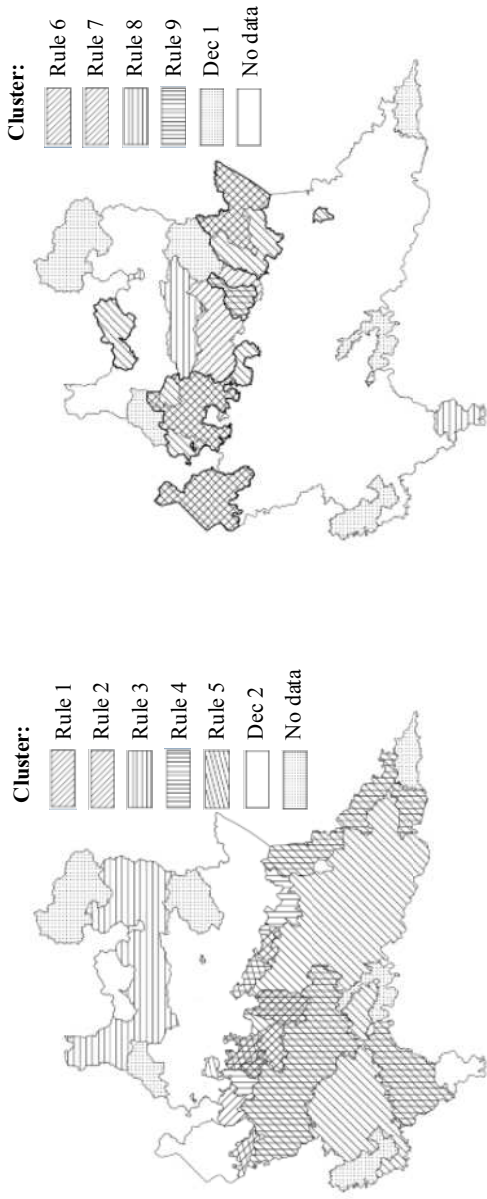 Cluster:
Rule 1
Rule 2
Rule 3
Rule 4
Rule 5
Dec 2
No data
Cluster:
Rule 6
Rule 7
Rule 8
Rule 9
Dec 1
No data